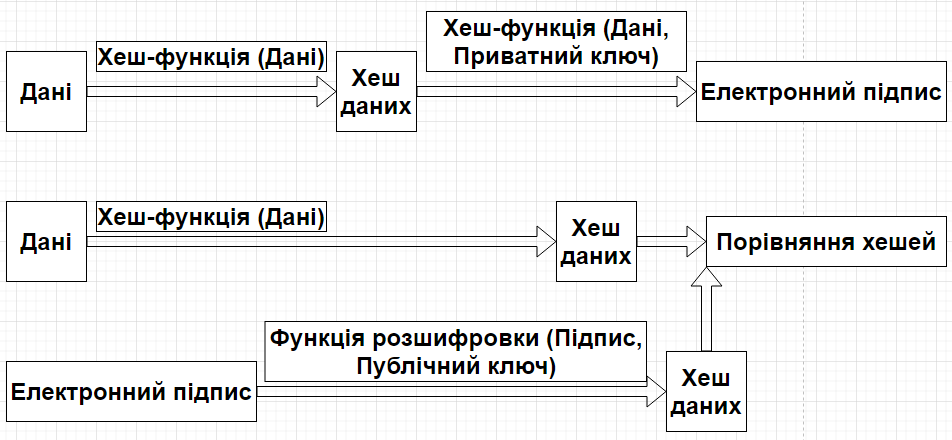 Хеш-функція (Дані)
Хеш-функція (Дані,
Приватний ключ)
Дані
Хеш
даних
Електронний підпис
Хеш-функція (Дані)
Дані
Хеш
даних
Порівняння хешей
Функція розшифровки (Підпис,
Публічний ключ)
Електронний підпис
Хеш
даних